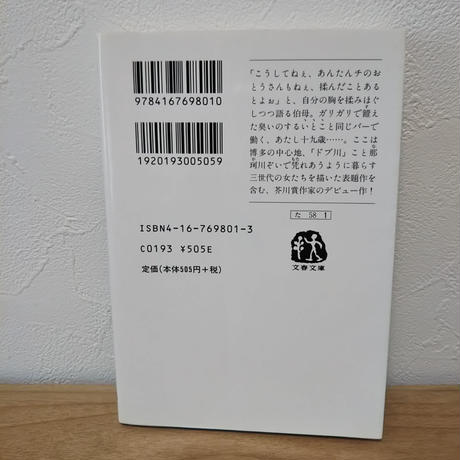 9784167698010
1920193005059
ISBN4-16-769801-3
C0193 ¥505E
定価(本体505円+税)
「こうしてねぇ、あんたんチのお
とうさんもねぇ、揉んだことある
とよぉ」と、自分の胸を揉みほぐ
しつつ語る伯母。ガリガリで饐え
た臭いのするいとこと同じバーで
働く、あたし十九歳……。ここは
博多の中心地、「ドブ川」こと那
珂川ぞいで凭れあうように暮らす
三世代の女たちを描いた表題作を
含む、芥川賞作家のデビュー作!
た 58 1
文春文庫